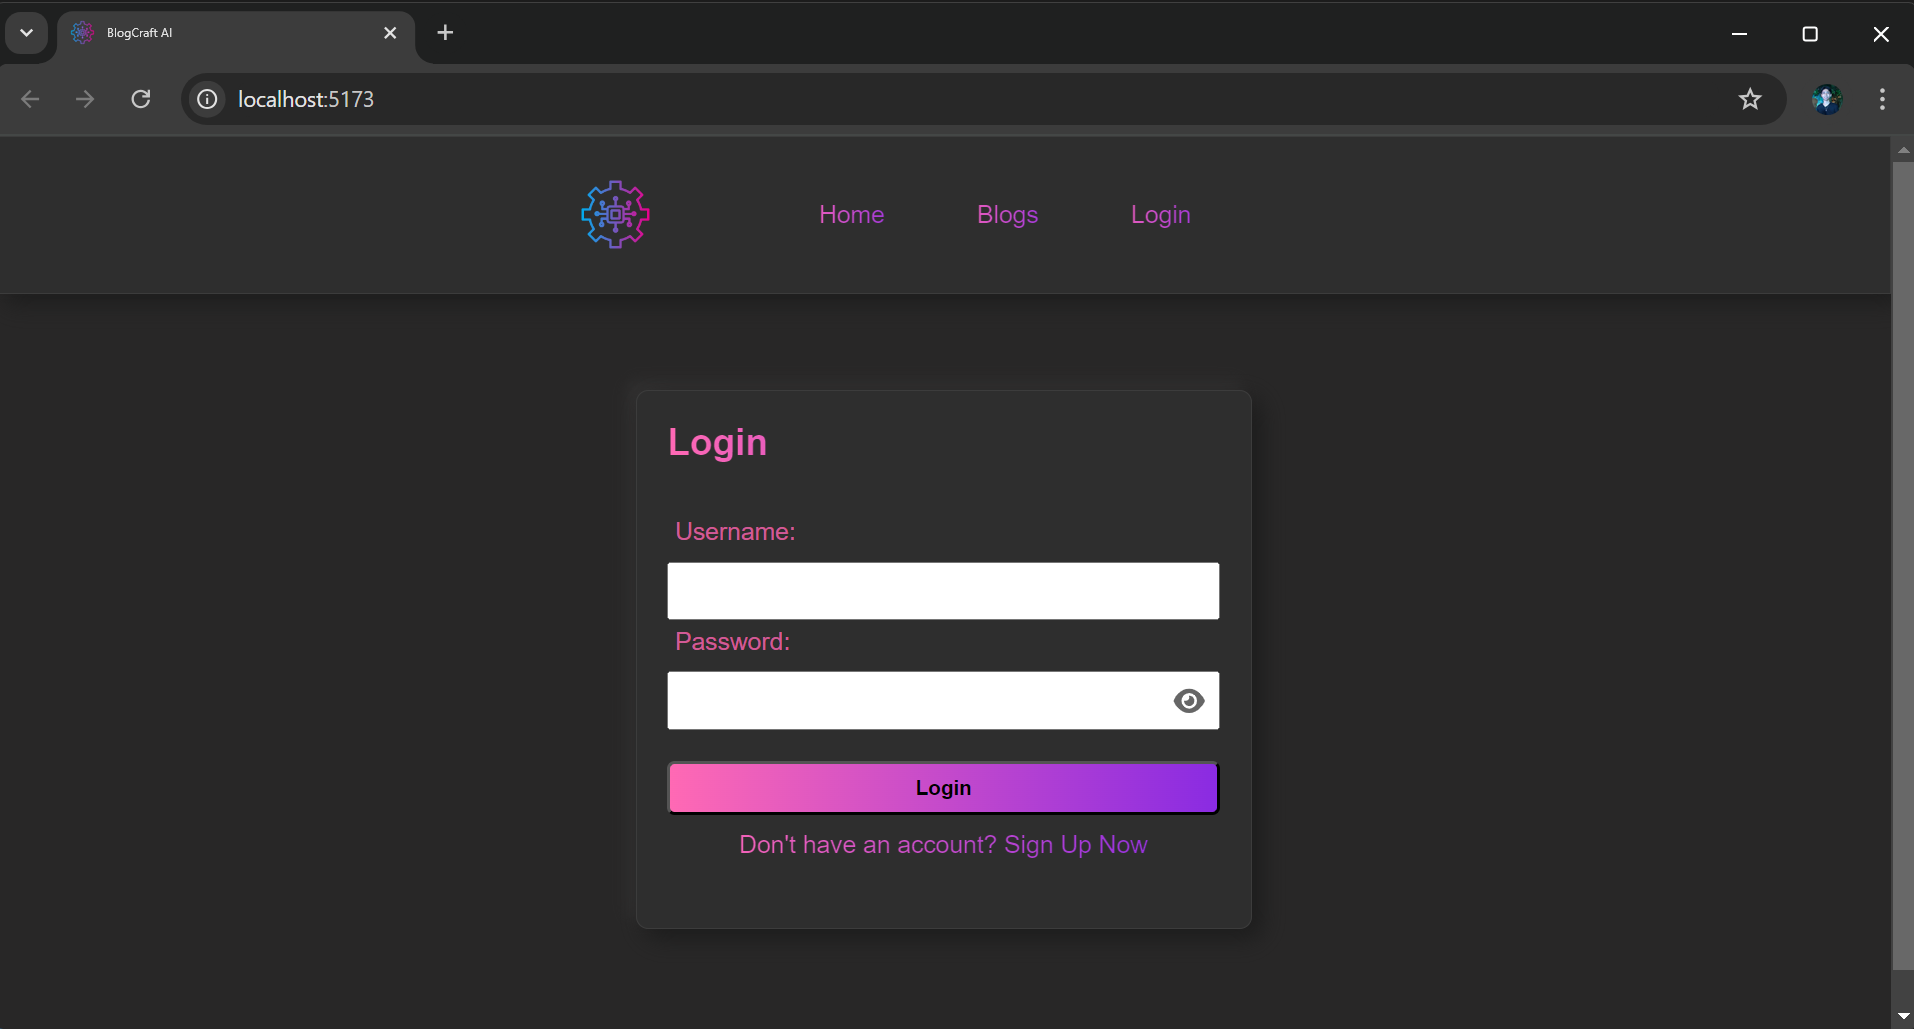 BlogCraft AI
localhost:5173
Home Blogs Login
Login
Username:
Password:
Login
Don't have an account? Sign Up Now